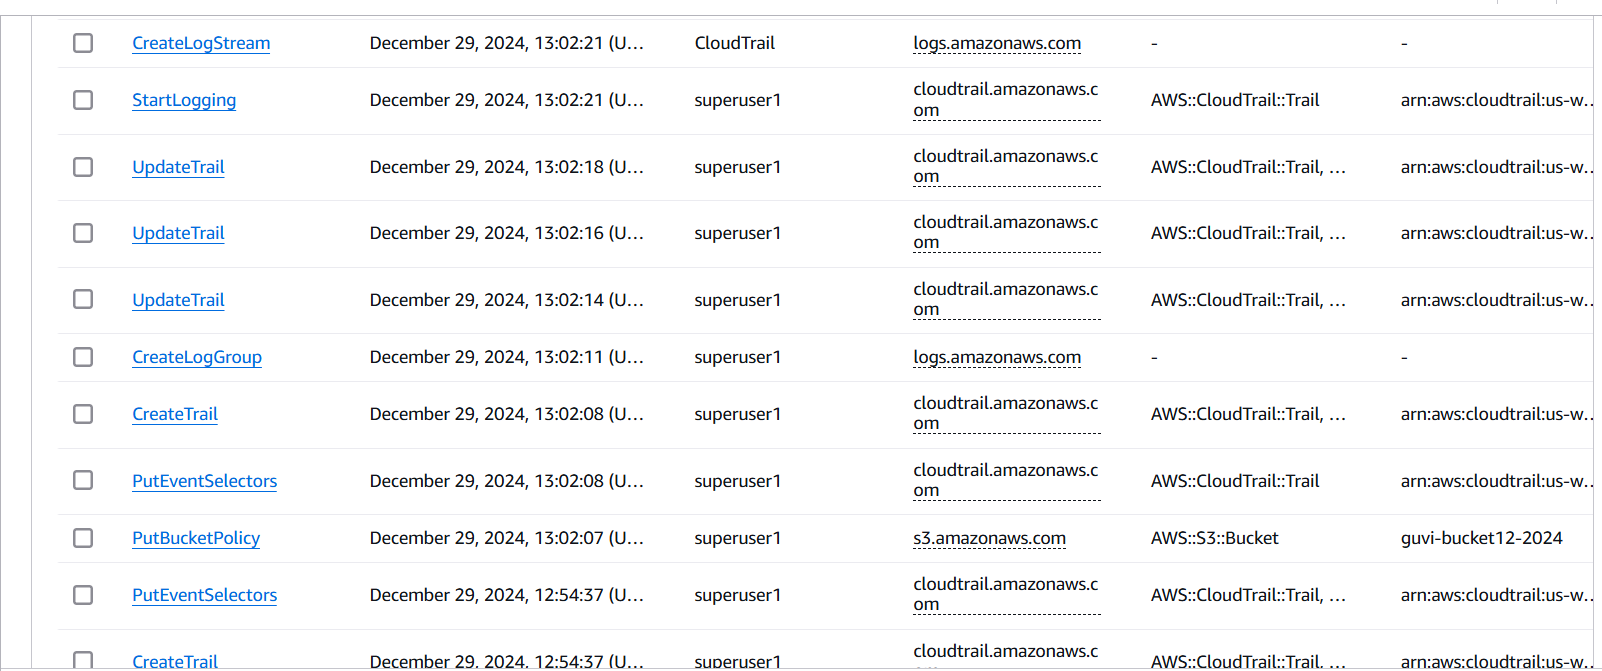 CreateLogStream December 29, 2024, 13:02:21 (U… CloudTrail logs.amazonaws.com - -
StartLogging December 29, 2024, 13:02:21 (U… superuser1 cloudtrail.amazonaws.c
om AWS::CloudTrail::Trail arn:aws:cloudtrail:us-w…
UpdateTrail December 29, 2024, 13:02:18 (U… superuser1 cloudtrail.amazonaws.c
om AWS::CloudTrail::Trail, … arn:aws:cloudtrail:us-w…
UpdateTrail December 29, 2024, 13:02:16 (U… superuser1 cloudtrail.amazonaws.c
om AWS::CloudTrail::Trail, … arn:aws:cloudtrail:us-w…
UpdateTrail December 29, 2024, 13:02:14 (U… superuser1 cloudtrail.amazonaws.c
om AWS::CloudTrail::Trail, … arn:aws:cloudtrail:us-w…
CreateLogGroup December 29, 2024, 13:02:11 (U… superuser1 logs.amazonaws.com - -
CreateTrail December 29, 2024, 13:02:08 (U… superuser1 cloudtrail.amazonaws.c
om AWS::CloudTrail::Trail, … arn:aws:cloudtrail:us-w…
PutEventSelectors December 29, 2024, 13:02:08 (U… superuser1 cloudtrail.amazonaws.c
om AWS::CloudTrail::Trail arn:aws:cloudtrail:us-w…
PutBucketPolicy December 29, 2024, 13:02:07 (U… superuser1 s3.amazonaws.com AWS::S3::Bucket guvi-bucket12-2024
PutEventSelectors December 29, 2024, 12:54:37 (U… superuser1 cloudtrail.amazonaws.c
om AWS::CloudTrail::Trail, … arn:aws:cloudtrail:us-w…
CreateTrail December 29, 2024, 12:54:37 (U… superuser1 cloudtrail.amazonaws.c
AWS::CloudTrail::Trail, … arn:aws:cloudtrail:us-w…